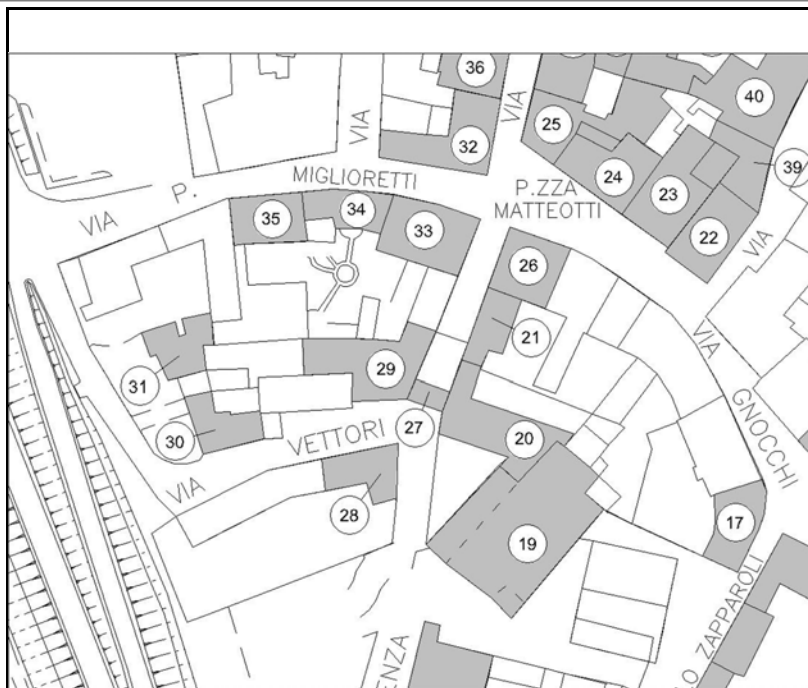 36
40
VIA
VIA
25
32
39
24
MIGLIORETTI
P.
P.ZZA
MATTEOTTI
23
VIA
35
34
33
22
VIA
26
21
VIA
GNOCCHI
31
29
27
30
VETTORI
20
VIA
28
19
17
ZAPPAROLI